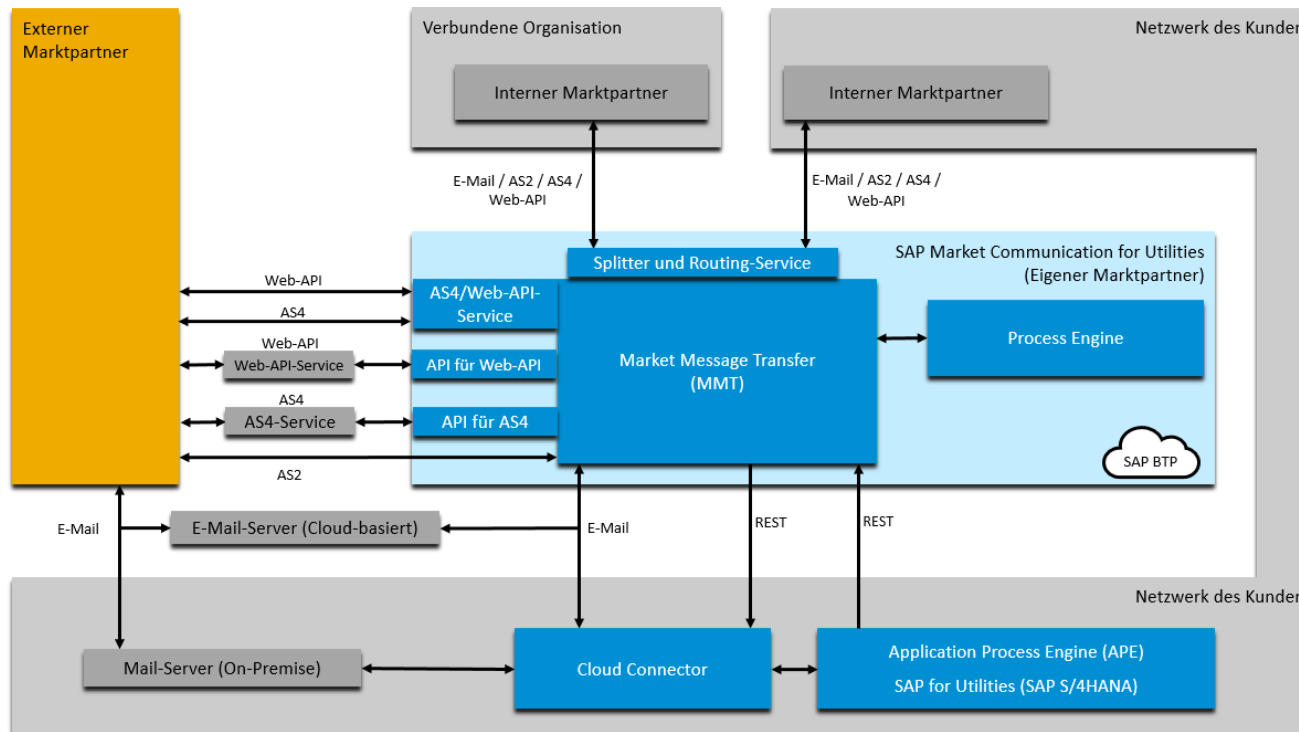 Externer
Marktpartner
Verbundene Organisation
Netzwerk des Kunden
Interner Marktpartner
Interner Marktpartner
E-Mail / AS2 / AS4 /
Web-API
E-Mail / AS2 / AS4 /
Web-API
Splitter und Routing-Service
SAP Market Communication for Utilities
(Eigener Marktpartner)
Web-API
AS4/Web-API-
Service
AS4
Process Engine
Web-API
Web-API-Service
API für Web-API
Market Message Transfer
(MMT)
AS4
AS4-Service
API für AS4
SAP BTP
AS2
E-Mail
E-Mail-Server (Cloud-basiert)
E-Mail
REST
REST
Netzwerk des Kunden
Mail-Server (On-Premise)
Cloud Connector
Application Process Engine (APE)
SAP for Utilities (SAP S/4HANA)